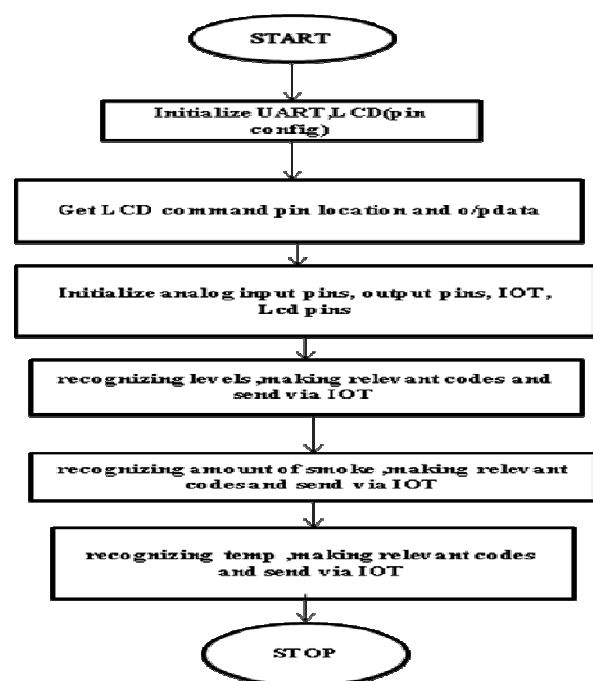 START
Initialize UART,LCD(pin
config)
Get LCD command pin location and o/pdata
Initialize analog input pins, output pins, IOT,
Lcd pins
recognizing levels ,making relevant codes and
send via IOT
recognizing amount of smoke ,making relevant
codes and send via IOT
recognizing temp ,making relevant codes
and send via IOT
STOP